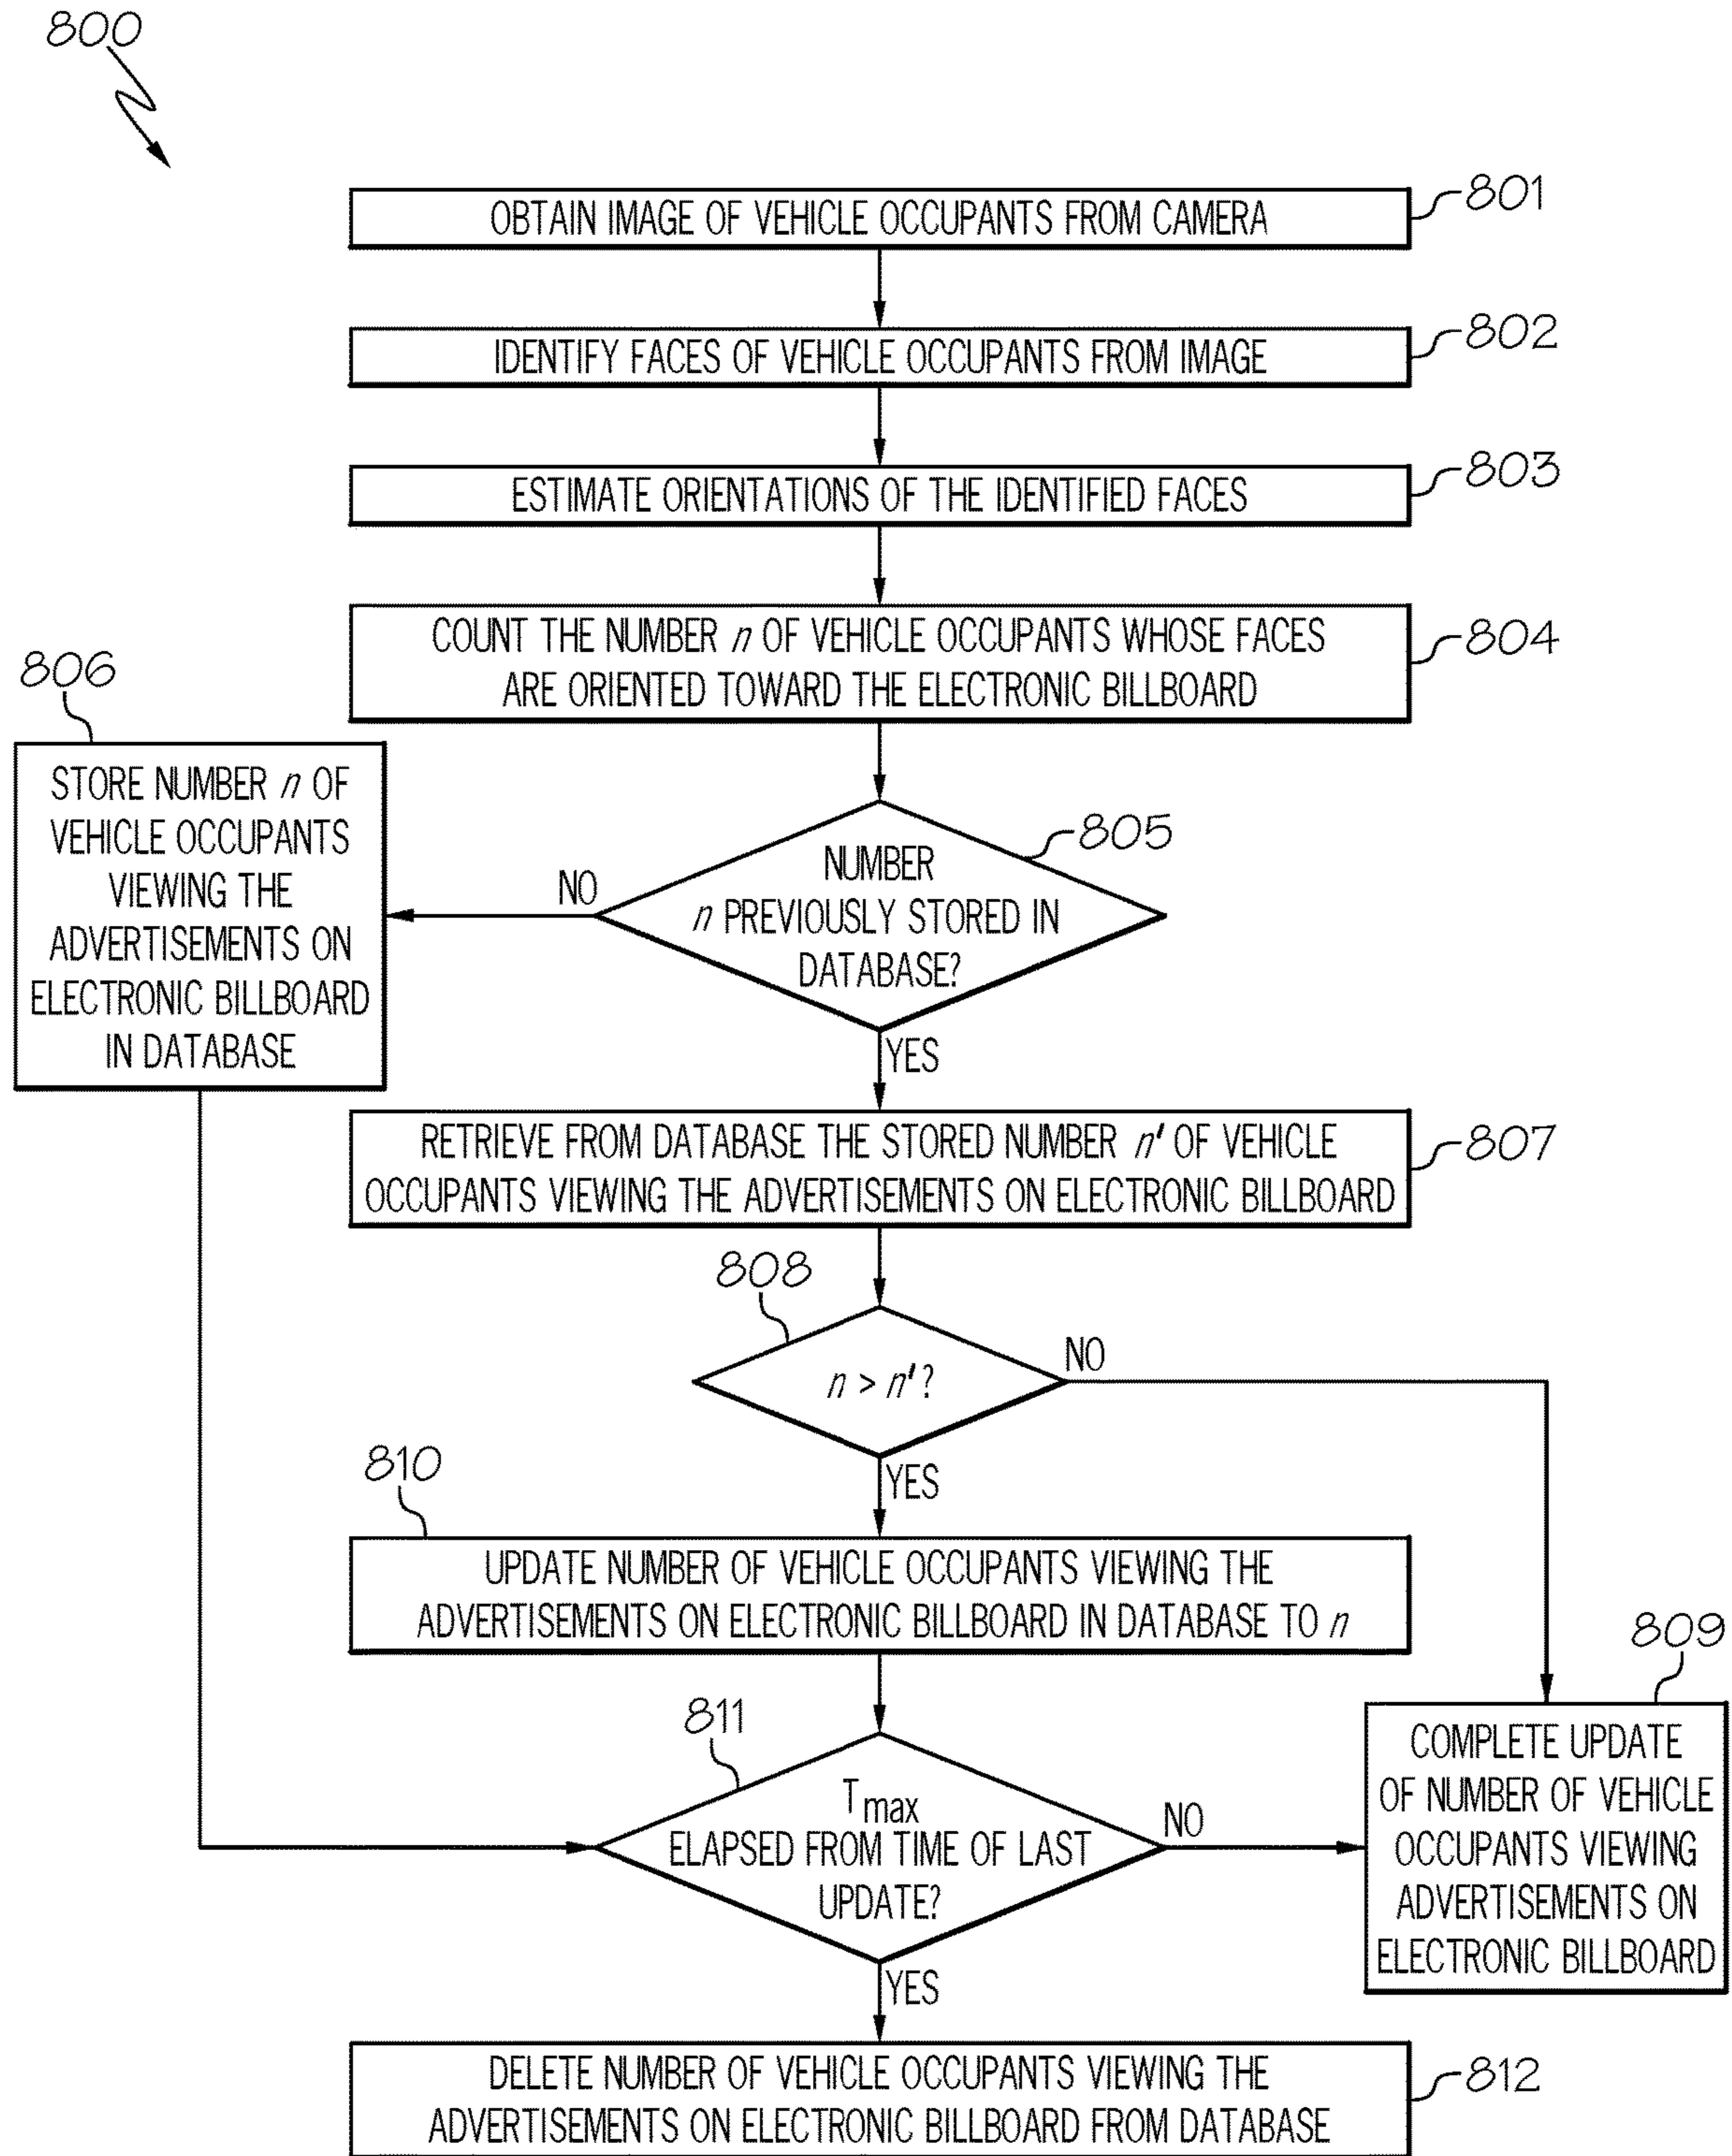 800
OBTAIN IMAGE OF VEHICLE OCCUPANTS FROM CAMERA
801
IDENTIFY FACES OF VEHICLE OCCUPANTS FROM IMAGE
802
ESTIMATE ORIENTATIONS OF THE IDENTIFIED FACES
803
COUNT THE NUMBER n OF VEHICLE OCCUPANTS WHOSE FACES
ARE ORIENTED TOWARD THE ELECTRONIC BILLBOARD
804
805
NUMBER
n PREVIOUSLY STORED IN
DATABASE?
NO
YES
806
STORE NUMBER n OF
VEHICLE OCCUPANTS
VIEWING THE
ADVERTISEMENTS ON
ELECTRONIC BILLBOARD
IN DATABASE
RETRIEVE FROM DATABASE THE STORED NUMBER n' OF VEHICLE
OCCUPANTS VIEWING THE ADVERTISEMENTS ON ELECTRONIC BILLBOARD
807
808
n > n'?
NO
YES
810
UPDATE NUMBER OF VEHICLE OCCUPANTS VIEWING THE
ADVERTISEMENTS ON ELECTRONIC BILLBOARD IN DATABASE TO n
809
COMPLETE UPDATE
OF NUMBER OF VEHICLE
OCCUPANTS VIEWING
ADVERTISEMENTS ON
ELECTRONIC BILLBOARD
811
Tmax
ELAPSED FROM TIME OF LAST
UPDATE?
NO
YES
DELETE NUMBER OF VEHICLE OCCUPANTS VIEWING THE
ADVERTISEMENTS ON ELECTRONIC BILLBOARD FROM DATABASE
812